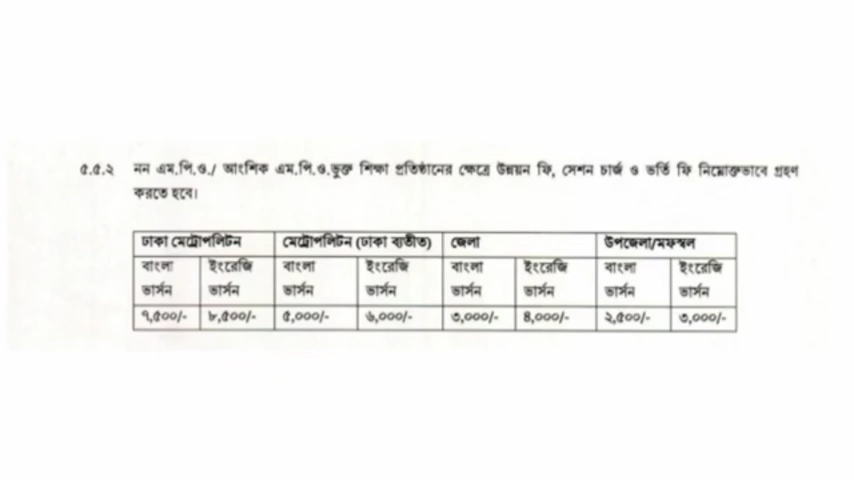 ৫.৫.২ নন এম.পি.ও./ আংশিক এম.পি.ও.ভুক্ত শিক্ষা প্রতিষ্ঠানের ক্ষেত্রে উন্নয়ন ফি, সেশন চার্জ ও ভর্তি ফি নিম্নোক্তভাবে গ্রহণ
করতে হবে।
ঢাকা মেট্রোপলিটন মেট্রোপলিটন (ঢাকা ব্যতীত) জেলা উপজেলা/মফস্বল
বাংলা ইংরেজি বাংলা ইংরেজি বাংলা ইংরেজি বাংলা ইংরেজি
ভার্সন ভার্সন ভার্সন ভার্সন ভার্সন ভার্সন ভার্সন ভার্সন
৭,৫০০/- ৮,৫০০/- ৫,০০০/- ৬,০০০/- ৩,০০০/- ৪,০০০/- ২,৫০০/- ৩,০০০/-